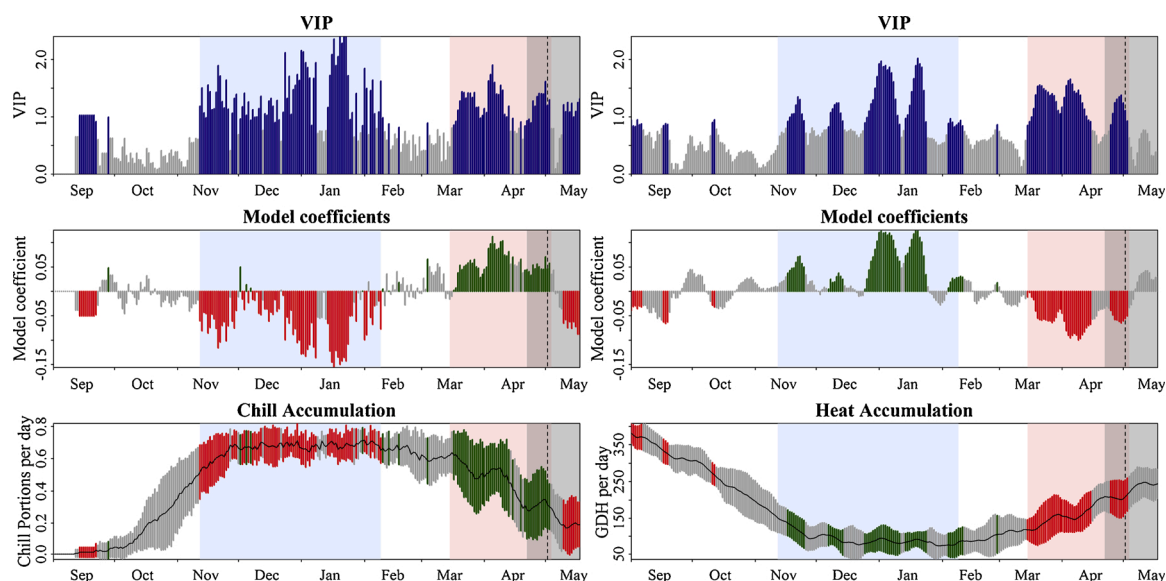 VIP
VIP
2.0
1.0
0.0
VIP
Sep Oct Nov Dec Jan Feb Mar Apr May
2.0
1.0
0.0
VIP
Sep Oct Nov Dec Jan Feb Mar Apr May
Model coefficients
Model coefficients
0.05
-0.05
-0.15
Model coefficient
Sep Oct Nov Dec Jan Feb Mar Apr May
0.05
-0.05
-0.15
Model coefficient
Sep Oct Nov Dec Jan Feb Mar Apr May
Chill Accumulation
Heat Accumulation
0.8
0.6
0.4
0.2
0.0
Chill Portions per day
Sep Oct Nov Dec Jan Feb Mar Apr May
350
250
150
50
GDH per day
Sep Oct Nov Dec Jan Feb Mar Apr May